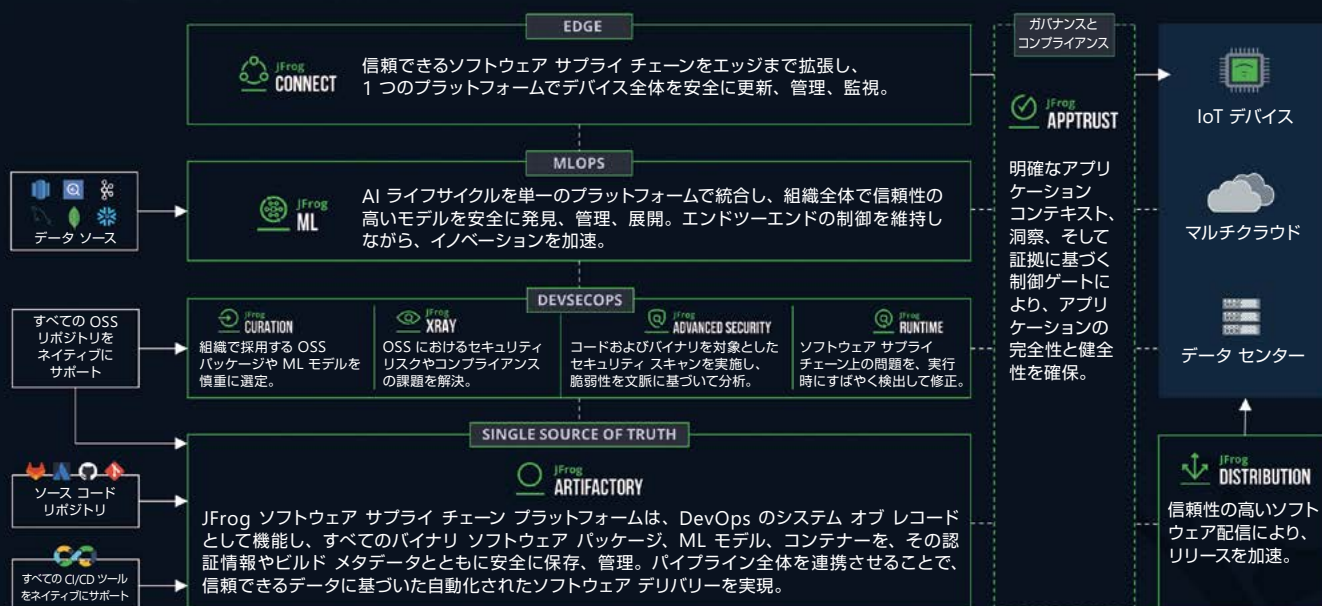 EDGE
JFrog
CONNECT
信頼できるソフトウェア サプライ チェーンをエッジまで拡張し、
1 つのプラットフォームでデバイス全体を安全に更新、管理、監視。
ガバナンスと
コンプライアンス
JFrog
APPTRUST
明確なアプリ
ケーション
コンテキスト、
洞察、そして
証拠に基づく
制御ゲートに
より、アプリ
ケーションの
完全性と健全
性を確保。
IoT デバイス
マルチクラウド
データ センター
データ ソース
MLOPS
JFrog
ML
AI ライフサイクルを単一のプラットフォームで統合し、組織全体で信頼性の
高いモデルを安全に発見、管理、展開。エンドツーエンドの制御を維持し
ながら、イノベーションを加速。
すべての OSS
リポジトリを
ネイティブに
サポート
DEVSECOPS
JFrog
CURATION
組織で採用する OSS
パッケージや ML モデルを
慎重に選定。
JFrog
XRAY
OSS におけるセキュリティ
リスクやコンプライアンス
の課題を解決。
JFrog
ADVANCED SECURITY
コードおよびバイナリを対象とした
セキュリティ スキャンを実施し、
脆弱性を文脈に基づいて分析。
JFrog
RUNTIME
ソフトウェア サプライ
チェーン上の問題を、実行
時にすばやく検出して修正。
ソース コード
リポジトリ
すべての CI/CD ツール
をネイティブにサポート
SINGLE SOURCE OF TRUTH
JFrog
ARTIFACTORY
JFrog ソフトウェア サプライ チェーン プラットフォームは、DevOps のシステム オブ レコード
として機能し、すべてのバイナリ ソフトウェア パッケージ、ML モデル、コンテナーを、その認
証情報やビルド メタデータとともに安全に保存、管理。パイプライン全体を連携させることで、
信頼できるデータに基づいた自動化されたソフトウェア デリバリーを実現。
JFrog
DISTRIBUTION
信頼性の高いソフト
ウェア配信により、
リリースを加速。